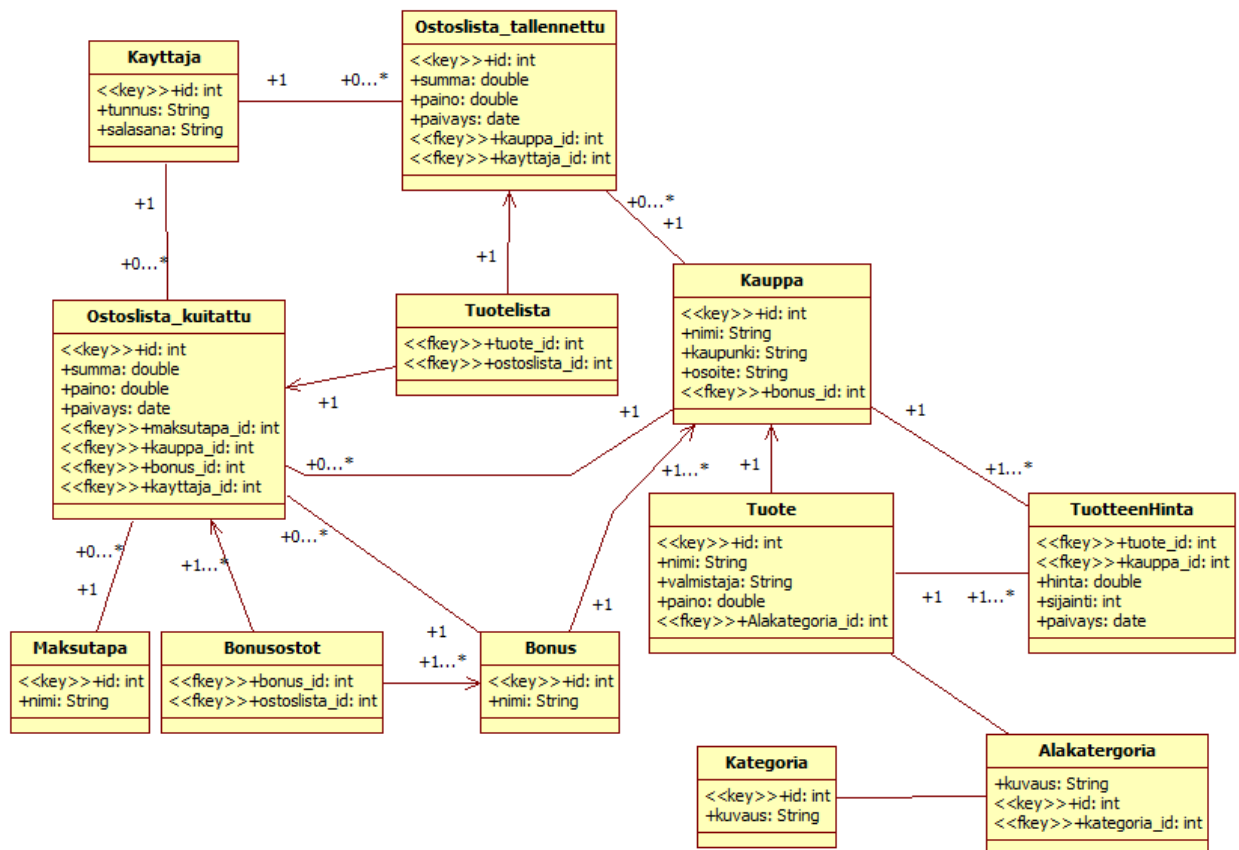 Ostoslista_tallennettu
<<key>>+id: int
+summa: double
+paino: double
+paivays: date
<<fkey>>+kauppa_id: int
<<fkey>>+kayttaja_id: int
Kayttaja
<<key>>+id: int
+tunnus: String
+salasana: String
+1
+0...*
+1
+0...*
+0...*
+1
+1
Kauppa
<<key>>+id: int
+nimi: String
+kaupunki: String
+osoite: String
<<fkey>>+bonus_id: int
Tuotelista
<<fkey>>+tuote_id: int
<<fkey>>+ostoslista_id: int
Ostoslista_kuitattu
<<key>>+id: int
+summa: double
+paino: double
+paivays: date
<<fkey>>+maksutapa_id: int
<<fkey>>+kauppa_id: int
<<fkey>>+bonus_id: int
<<fkey>>+kayttaja_id: int
+1
+1
+0...*
+1...*
+1
+1
+1...*
Tuote
<<key>>+id: int
+nimi: String
+valmistaja: String
+paino: double
<<fkey>>+Alakategoria_id: int
TuotteenHinta
<<fkey>>+tuote_id: int
<<fkey>>+kauppa_id: int
+hinta: double
+sijainti: int
+paivays: date
+1
+1...*
+0...*
+1
+1...*
+0...*
+1
+1...*
+1
Maksutapa
<<key>>+id: int
+nimi: String
Bonusostot
<<fkey>>+bonus_id: int
<<fkey>>+ostoslista_id: int
Bonus
<<key>>+id: int
+nimi: String
Kategoria
<<key>>+id: int
+kuvaus: String
Alakatergoria
+kuvaus: String
<<key>>+id: int
<<fkey>>+kategoria_id: int